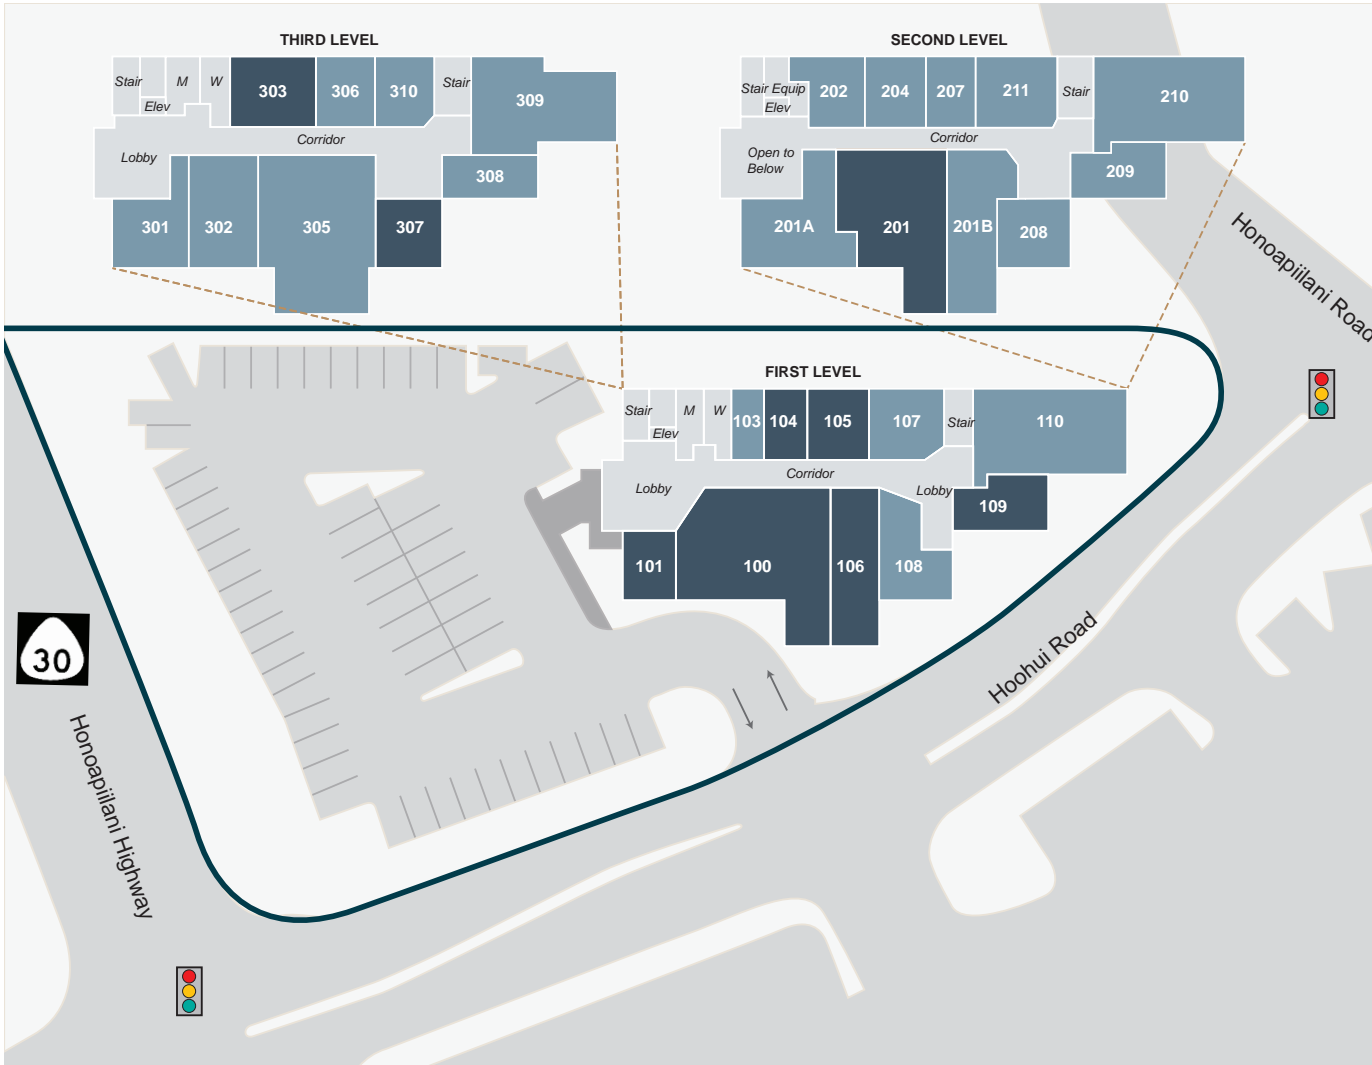 THIRD LEVEL
Stair
Elev
M
W
303
306
310
Stair
309
Corridor
Lobby
308
301
302
305
307
SECOND LEVEL
Stair
Equip
Elev
202
204
207
211
Stair
210
Corridor
Open to
Below
209
201A
201
201B
208
Honoapiilani Road
FIRST LEVEL
Stair
Elev
M
W
103
104
105
107
Stair
110
Corridor
Lobby
Lobby
109
101
100
106
108
30
Hoohui Road
Honoapiilani Highway